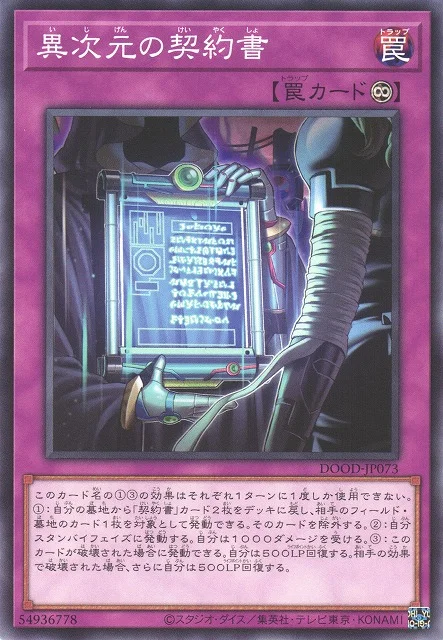 異次元の契約書
罠
【罠カード】
DOOD-JP073
このカード名の①③の効果はそれぞれ1ターンに1度しか使用できない。
①:自分の墓地から「契約書」カード2枚をデッキに戻し、相手のフィールド・
墓地のカード1枚を対象として発動できる。そのカードを除外する。②:自分
スタンバイフェイズに発動する。自分は1000ダメージを受ける。③:この
カードが破壊された場合に発動できる。自分は500LP回復する。相手の効果
で破壊された場合、さらに自分は500LP回復する。
54936778
©スタジオ・ダイス/集英社・テレビ東京・KONAMI